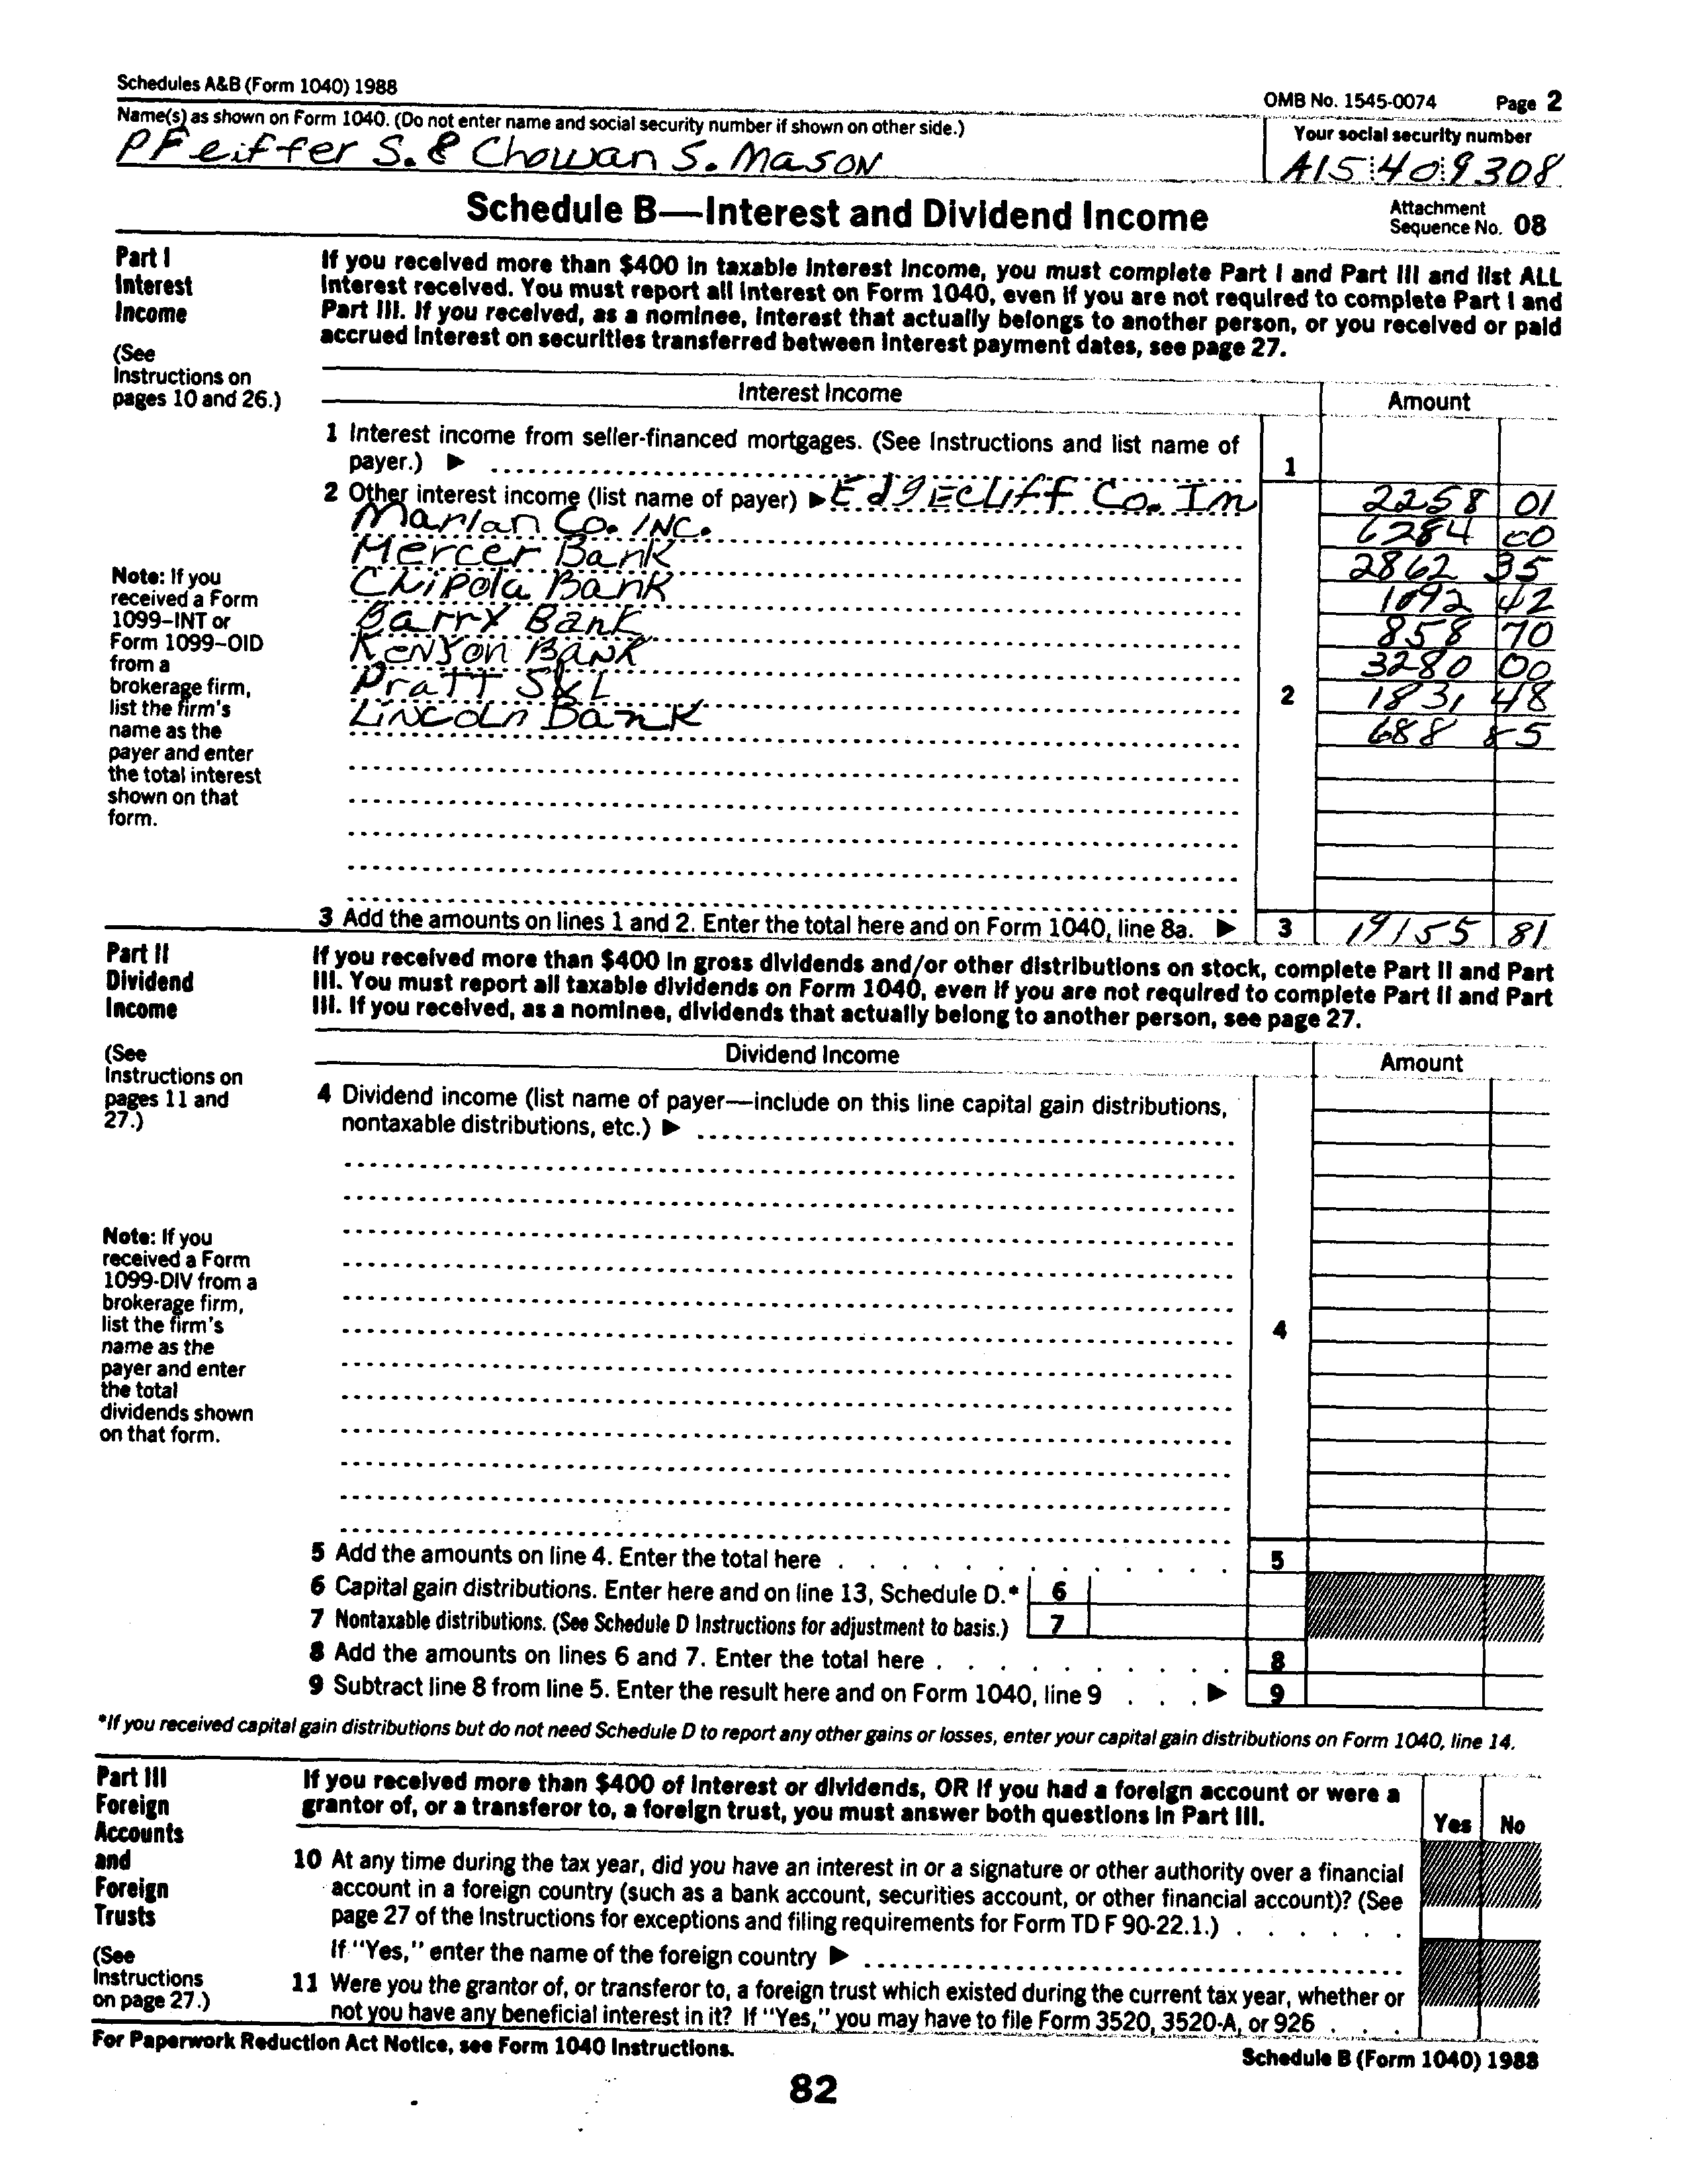 Schedules A&B (Form 1040) 1988
OMB No. 1545-0074 Page 2
Name(s) as shown on Form 1040. (Do not enter name and social security number if shown on other side.)
Your social security number
PFeiffer S. & Chowan S. Mason
A15 40 9308
Schedule B—Interest and Dividend Income
Attachment
Sequence No. 08
Part I
Interest
Income
(See
Instructions on
pages 10 and 26.)
If you received more than $400 in taxable interest income, you must complete Part I and Part III and list ALL
interest received. You must report all interest on Form 1040, even if you are not required to complete Part I and
Part III. If you received, as a nominee, interest that actually belongs to another person, or you received or paid
accrued interest on securities transferred between interest payment dates, see page 27.
Interest Income
Amount
1 Interest income from seller-financed mortgages. (See Instructions and list name of
payer.) ▶
1
2 Other interest income (list name of payer) ▶ EdgEcliff Co. In 2258 01
Marian Co. INC. 6284 00
Mercer Bank 2862 35
Chipola Bank 1092 42
Barry Bank 858 70
Kenyon Bank 3280 00
Pratt S&L 1831 48
Lincoln Bank 688 85
2
Note: If you
received a Form
1099–INT or
Form 1099–OID
from a
brokerage firm,
list the firm's
name as the
payer and enter
the total interest
shown on that
form.
3 Add the amounts on lines 1 and 2. Enter the total here and on Form 1040, line 8a. ▶ 3 19155 81
Part II
Dividend
Income
(See
Instructions on
pages 11 and
27.)
If you received more than $400 in gross dividends and/or other distributions on stock, complete Part II and Part
III. You must report all taxable dividends on Form 1040, even if you are not required to complete Part II and Part
III. If you received, as a nominee, dividends that actually belong to another person, see page 27.
Dividend Income
Amount
4 Dividend income (list name of payer—include on this line capital gain distributions,
nontaxable distributions, etc.) ▶
4
Note: If you
received a Form
1099-DIV from a
brokerage firm,
list the firm's
name as the
payer and enter
the total
dividends shown
on that form.
5 Add the amounts on line 4. Enter the total here . . . . . . . . . . . . 5
6 Capital gain distributions. Enter here and on line 13, Schedule D.* 6
7 Nontaxable distributions. (See Schedule D Instructions for adjustment to basis.) 7
8 Add the amounts on lines 6 and 7. Enter the total here . . . . . . . . . . 8
9 Subtract line 8 from line 5. Enter the result here and on Form 1040, line 9 . . . ▶ 9
*If you received capital gain distributions but do not need Schedule D to report any other gains or losses, enter your capital gain distributions on Form 1040, line 14.
Part III
Foreign
Accounts
and
Foreign
Trusts
(See
Instructions
on page 27.)
If you received more than $400 of interest or dividends, OR if you had a foreign account or were a
grantor of, or a transferor to, a foreign trust, you must answer both questions in Part III.
Yes No
10 At any time during the tax year, did you have an interest in or a signature or other authority over a financial
account in a foreign country (such as a bank account, securities account, or other financial account)? (See
page 27 of the Instructions for exceptions and filing requirements for Form TD F 90-22.1.) . . . . . .
If "Yes," enter the name of the foreign country ▶
11 Were you the grantor of, or transferor to, a foreign trust which existed during the current tax year, whether or
not you have any beneficial interest in it? If "Yes," you may have to file Form 3520, 3520-A, or 926 . . .
For Paperwork Reduction Act Notice, see Form 1040 Instructions.
Schedule B (Form 1040) 1988
82